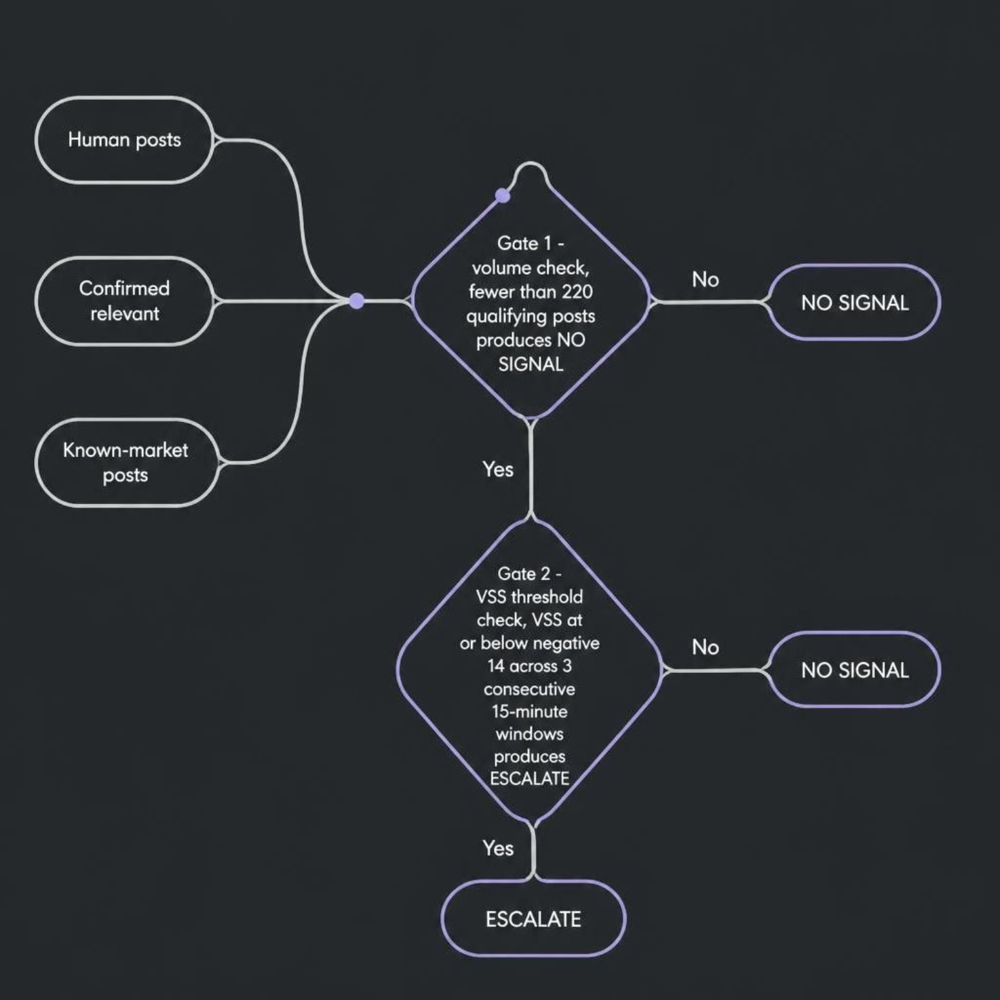 Human posts
Confirmed
relevant
Known-market
posts
Gate 1 -
volume check,
fewer than 220
qualifying posts
produces NO
SIGNAL
No
NO SIGNAL
Yes
Gate 2 -
VSS threshold
check, VSS at
or below negative
14 across 3
consecutive
15-minute
windows
produces
ESCALATE
No
NO SIGNAL
Yes
ESCALATE